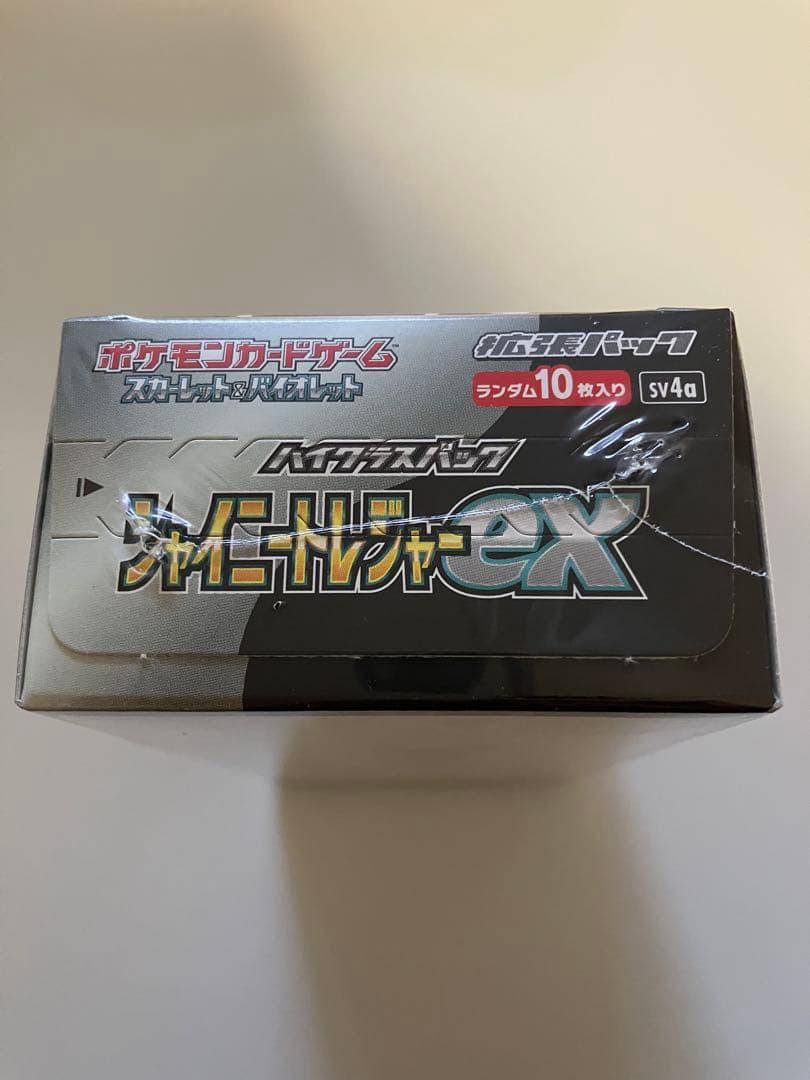 ポケモンカードゲーム™
スカーレット&バイオレット
拡張パック
ランダム10枚入り
SV4a
ハイクラスパック
シャイニートレジャーex